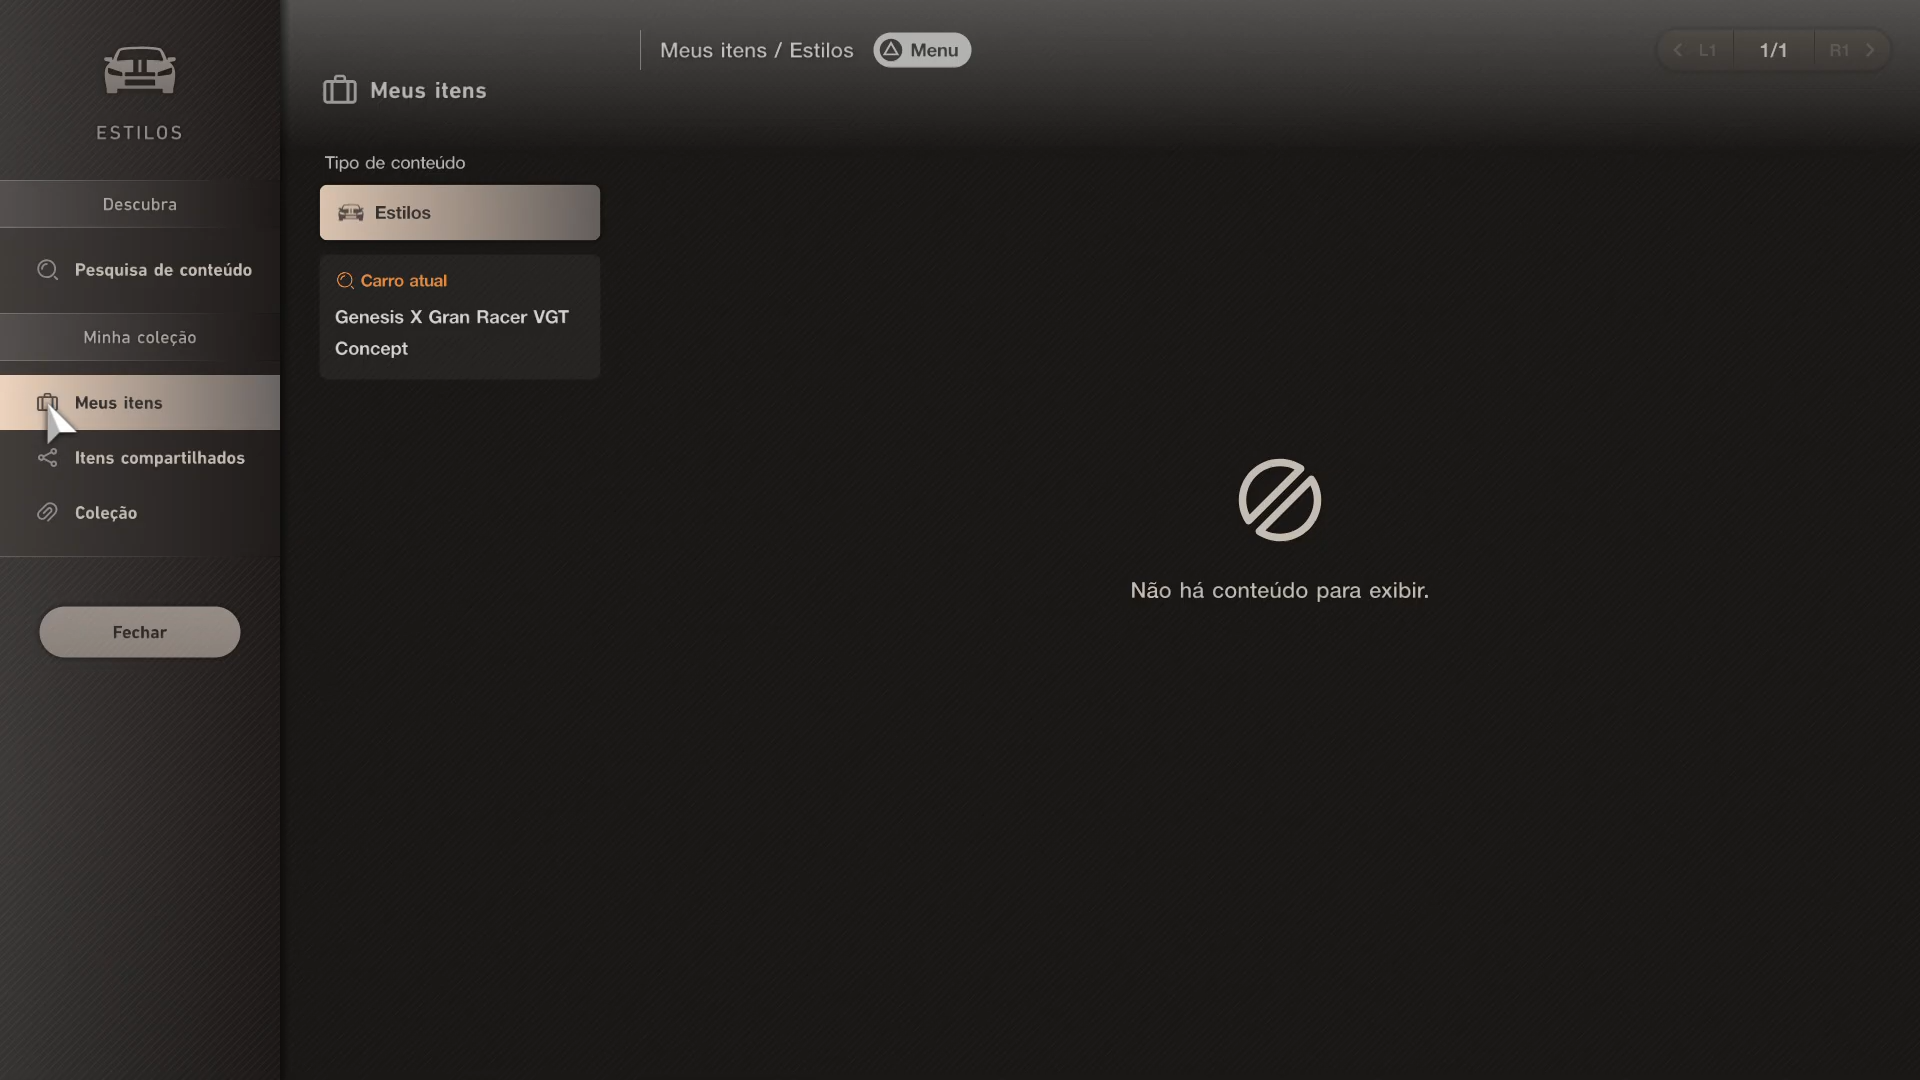 ESTILOS
Descubra
Pesquisa de conteúdo
Minha coleção
Meus itens
Itens compartilhados
Coleção
Fechar
Meus itens / Estilos
Menu
L1
1/1
R1
Meus itens
Tipo de conteúdo
Estilos
Carro atual
Genesis X Gran Racer VGT
Concept
Não há conteúdo para exibir.